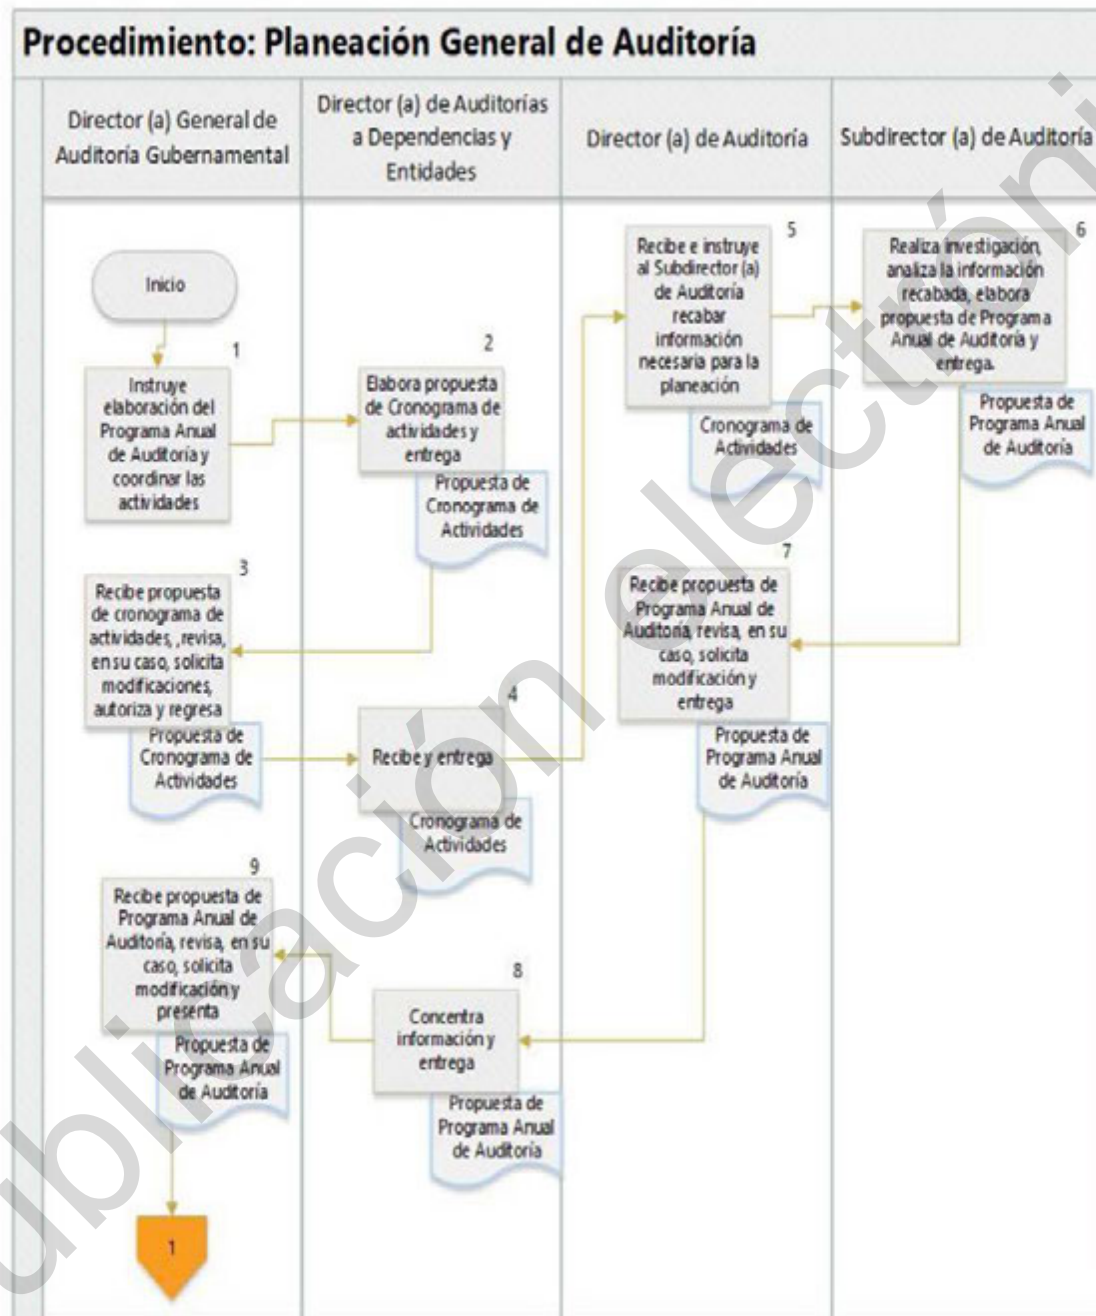 Procedimiento: Planeación General de Auditoría
Director (a) General de
Auditoría Gubernamental
Director (a) de Auditorías
a Dependencias y
Entidades
Director (a) de Auditoría
Subdirector (a) de Auditoría
Inicio
1
Instruye
elaboración del
Programa Anual
de Auditoría y
coordinar las
actividades
2
Elabora propuesta
de Cronograma de
actividades y
entrega
Propuesta de
Cronograma de
Actividades
3
Recibe propuesta
de cronograma de
actividades, ,revisa,
en su caso, solicita
modificaciones,
autoriza y regresa
Propuesta de
Cronograma de
Actividades
4
Recibe y entrega
Cronograma de
Actividades
5
Recibe e instruye
al Subdirector (a)
de Auditoría
recabar
información
necesaria para la
planeación
Cronograma de
Actividades
6
Realiza investigación,
analiza la información
recabada, elabora
propuesta de Programa
Anual de Auditoría y
entrega.
Propuesta de
Programa Anual
de Auditoría
7
Recibe propuesta de
Programa Anual de
Auditoría, revisa, en su
caso, solicita
modificación y
entrega
Propuesta de
Programa Anual
de Auditoría
8
Concentra
información y
entrega
Propuesta de
Programa Anual
de Auditoría
9
Recibe propuesta de
Programa Anual de
Auditoría, revisa, en su
caso, solicita
modificación y
presenta
Propuesta de
Programa Anual
de Auditoría
1
ublicación electróni